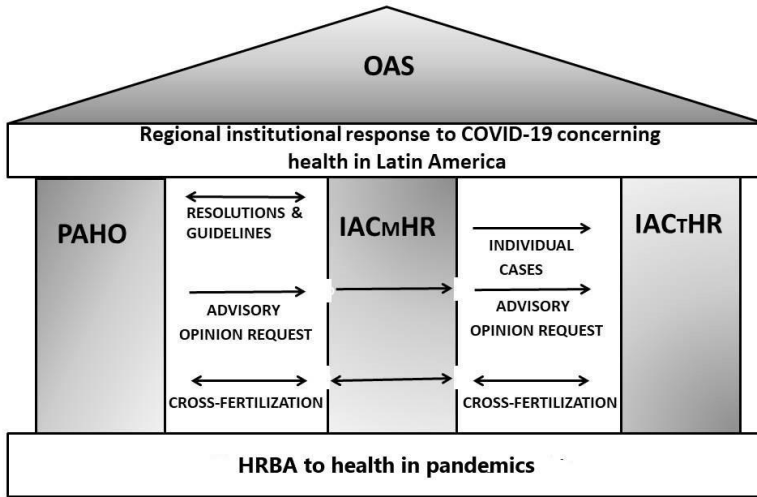 OAS
Regional institutional response to COVID-19 concerning
health in Latin America
PAHO
RESOLUTIONS &
GUIDELINES
IACMHR
INDIVIDUAL
CASES
IACTHR
ADVISORY
OPINION REQUEST
ADVISORY
OPINION REQUEST
CROSS-FERTILIZATION
CROSS-FERTILIZATION
HRBA to health in pandemics